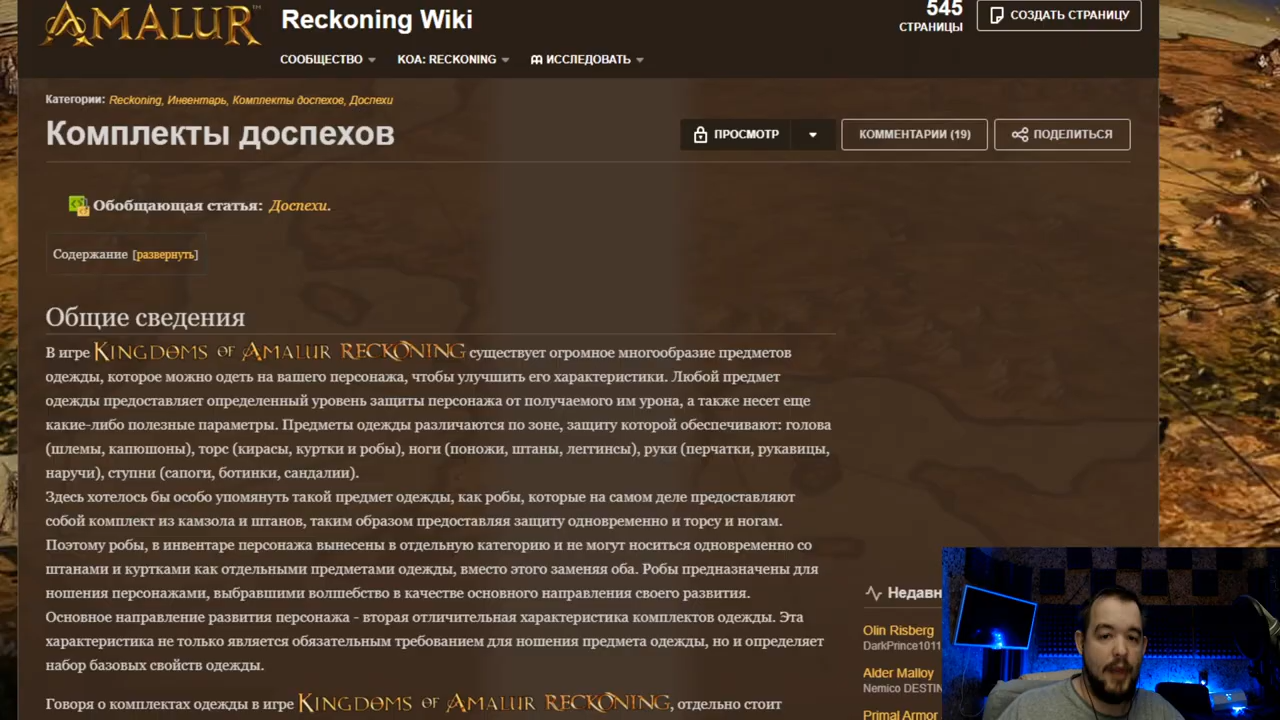 AMALUR™
Reckoning Wiki
545
СТРАНИЦЫ
СОЗДАТЬ СТРАНИЦУ
СООБЩЕСТВО
KOA: RECKONING
ИССЛЕДОВАТЬ
Категории: Reckoning, Инвентарь, Комплекты доспехов, Доспехи
Комплекты доспехов
ПРОСМОТР
КОММЕНТАРИИ (19)
ПОДЕЛИТЬСЯ
Обобщающая статья: Доспехи.
Содержание [развернуть]
Общие сведения
В игре KINGDOMS OF AMALUR RECKONING существует огромное многообразие предметов
одежды, которое можно одеть на вашего персонажа, чтобы улучшить его характеристики. Любой предмет
одежды предоставляет определенный уровень защиты персонажа от получаемого им урона, а также несет еще
какие-либо полезные параметры. Предметы одежды различаются по зоне, защиту которой обеспечивают: голова
(шлемы, капюшоны), торс (кирасы, куртки и робы), ноги (поножи, штаны, леггинсы), руки (перчатки, рукавицы,
наручи), ступни (сапоги, ботинки, сандалии).
Здесь хотелось бы особо упомянуть такой предмет одежды, как робы, которые на самом деле предоставляют
собой комплект из камзола и штанов, таким образом предоставляя защиту одновременно и торсу и ногам.
Поэтому робы, в инвентаре персонажа вынесены в отдельную категорию и не могут носиться одновременно со
штанами и куртками как отдельными предметами одежды, вместо этого заменяя оба. Робы предназначены для
ношения персонажами, выбравшими волшебство в качестве основного направления своего развития.
Основное направление развития персонажа - вторая отличительная характеристика комплектов одежды. Эта
характеристика не только является обязательным требованием для ношения предмета одежды, но и определяет
набор базовых свойств одежды.
Говоря о комплектах одежды в игре KINGDOMS OF AMALUR RECKONING, отдельно стоит
Недавн
Olin Risberg
DarkPrince1011
Alder Malloy
Nemico DESTIN
Primal Armor